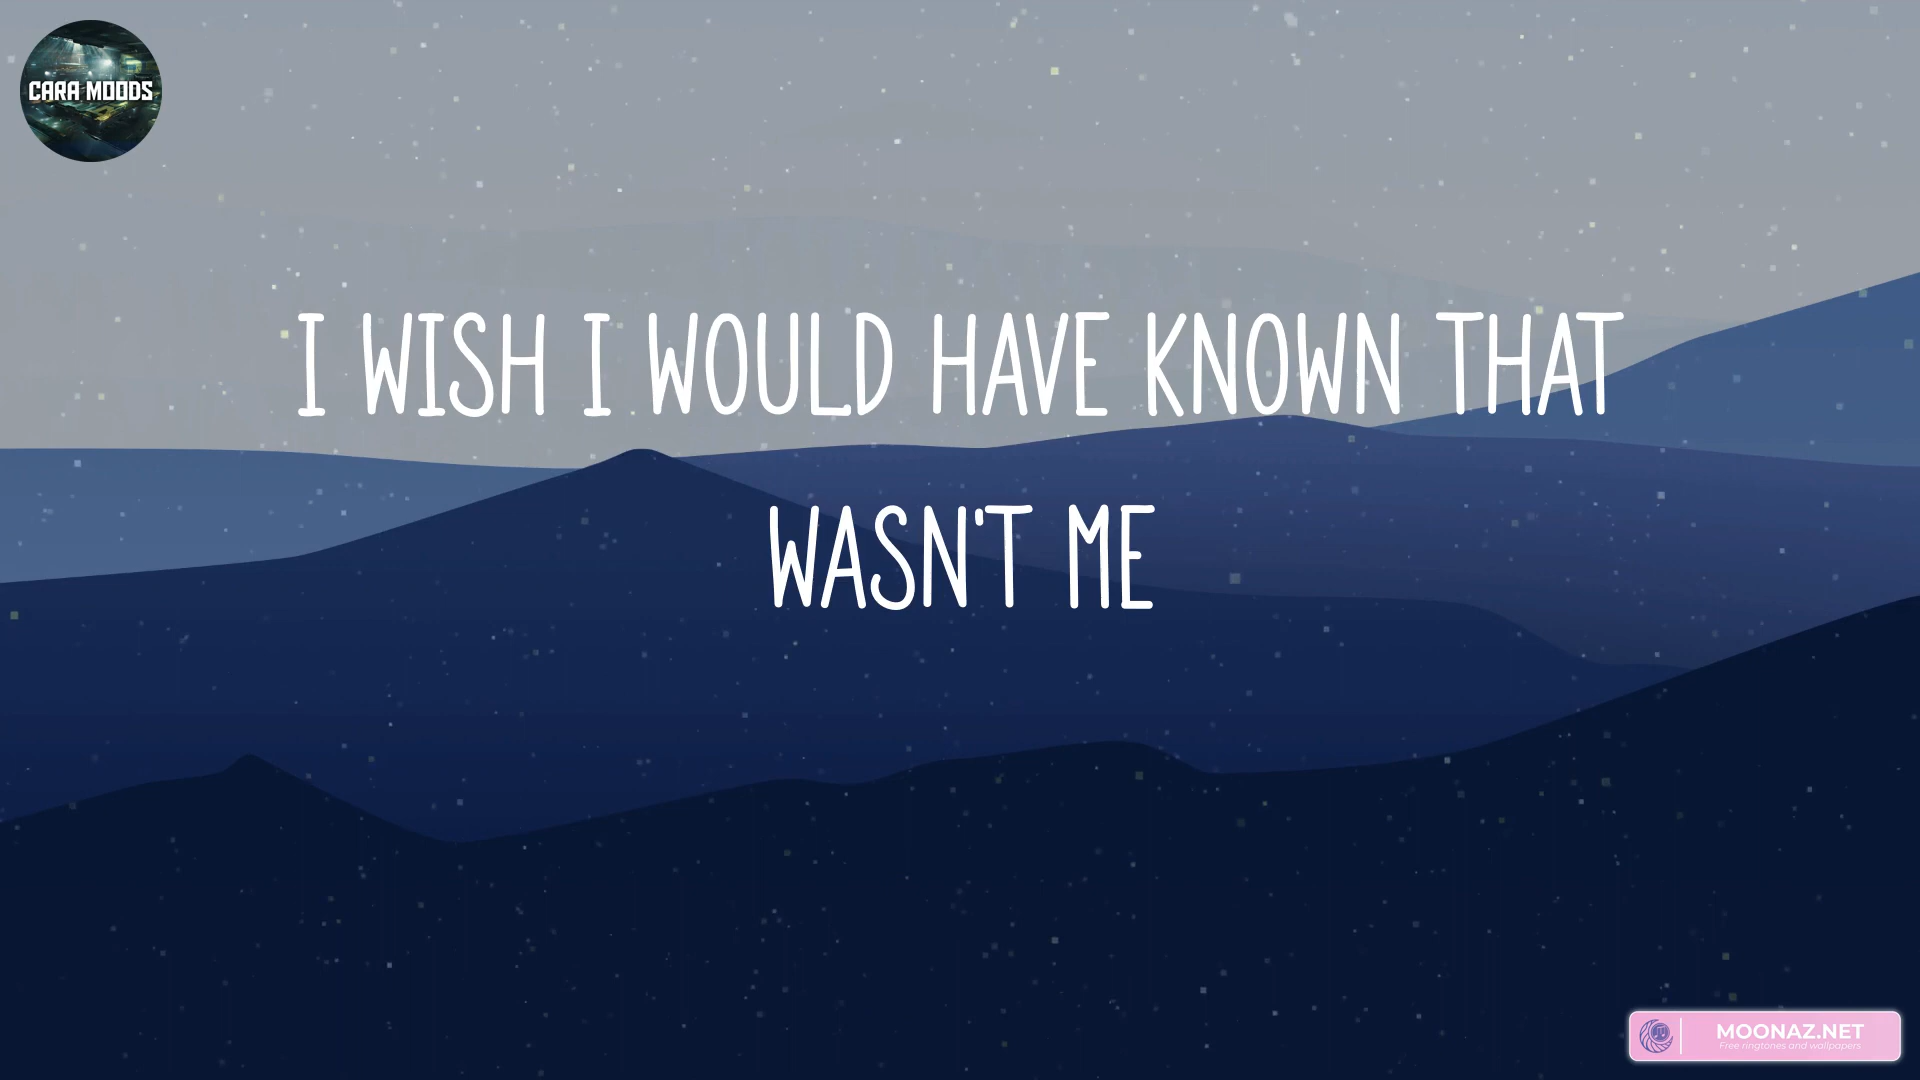 CARA MOODS
I WISH I WOULD HAVE KNOWN THAT
WASN'T ME
MOONAZ.NET
Free ringtones and wallpapers